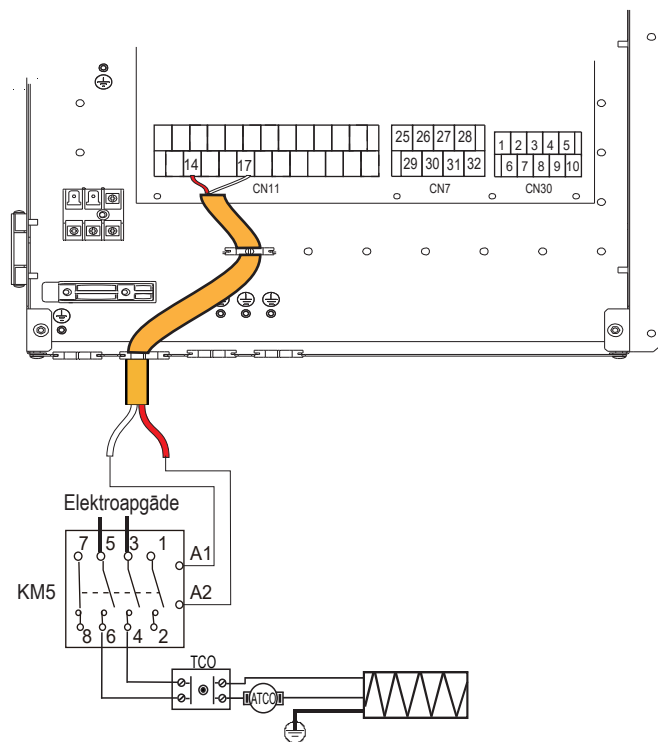 25 26 27 28
1 2 3 4 5
14 17
29 30 31 32
6 7 8 9 10
CN11 CN7 CN30
Elektroapgāde
7 5 3 1
A1
KM5
A2
8 6 4 2
TCO
ATCO